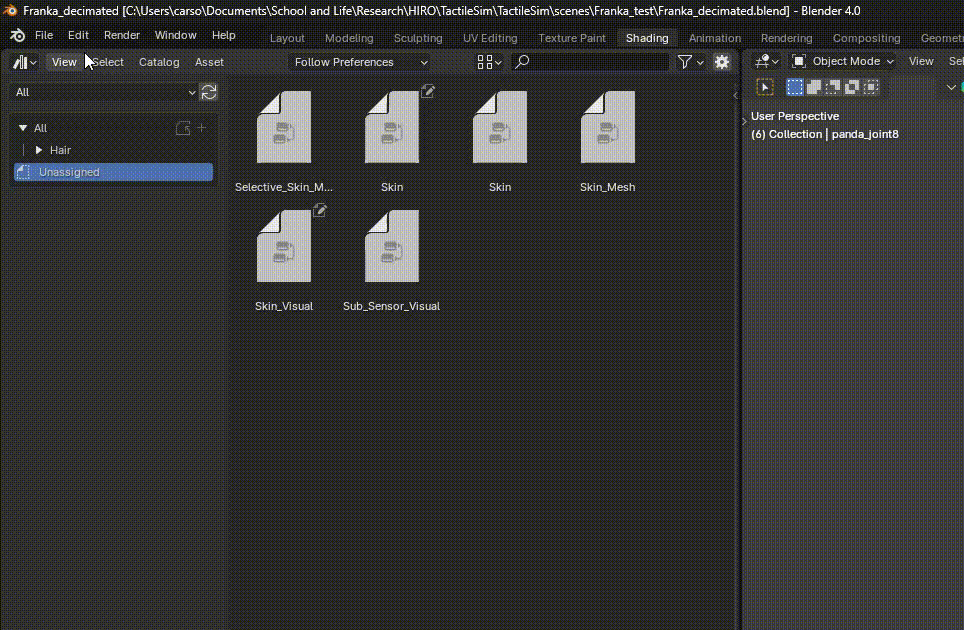 Franka_decimated [C:\Users\carso\Documents\School and Life\Research\HIRO\TactileSim\TactileSim\scenes\Franka_test\Franka_decimated.blend] - Blender 4.0
File Edit Render Window Help Layout Modeling Sculpting UV Editing Texture Paint Shading Animation Rendering Compositing Geomet
View Select Catalog Asset Follow Preferences Object Mode View Sel
All
User Perspective
(6) Collection | panda_joint8
All
Hair
Unassigned
Selective_Skin_M... Skin Skin Skin_Mesh
Skin_Visual Sub_Sensor_Visual